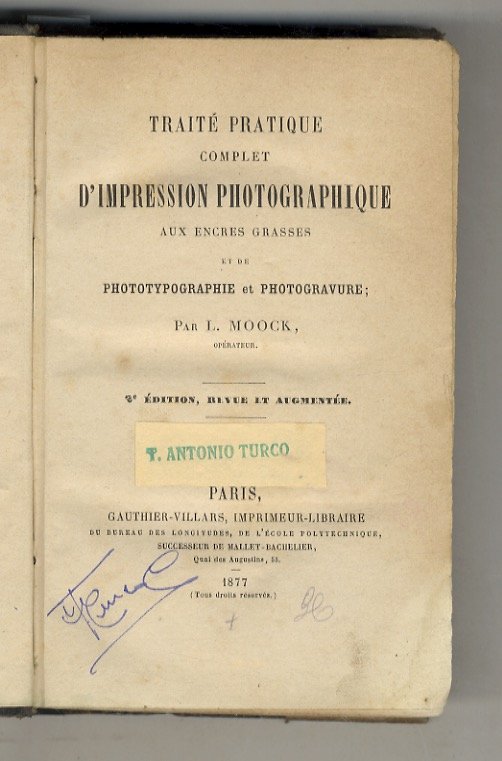 TRAITÉ PRATIQUE
COMPLET
D'IMPRESSION PHOTOGRAPHIQUE
AUX ENCRES GRASSES
ET DE
PHOTOTYPOGRAPHIE et PHOTOGRAVURE;
PAR L. MOOCK,
OPÉRATEUR.
2e ÉDITION, REVUE ET AUGMENTÉE.
T. ANTONIO TURCO
PARIS,
GAUTHIER-VILLARS, IMPRIMEUR-LIBRAIRE
DU BUREAU DES LONGITUDES, DE L'ÉCOLE POLYTECHNIQUE,
SUCCESSEUR DE MALLET-BACHELIER,
Quai des Augustins, 55.
1877
(Tous droits réservés.)